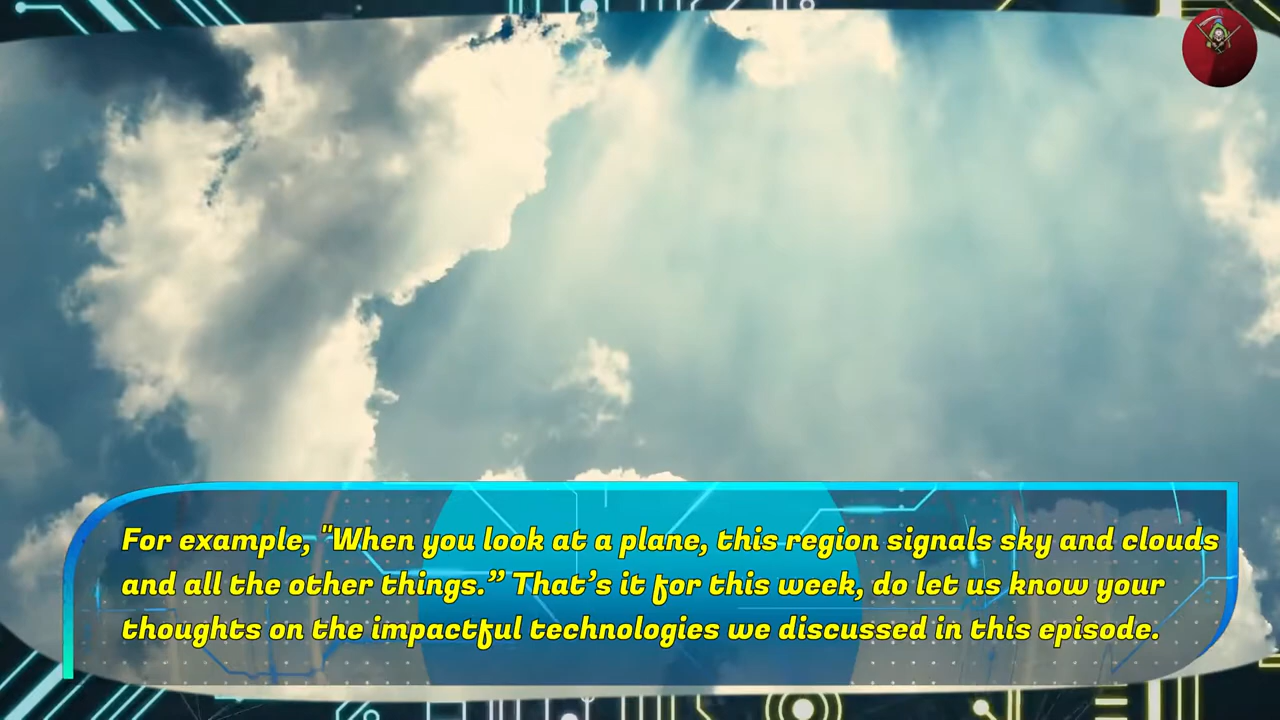 For example, "When you look at a plane, this region signals sky and clouds
and all the other things.” That’s it for this week, do let us know your
thoughts on the impactful technologies we discussed in this episode.